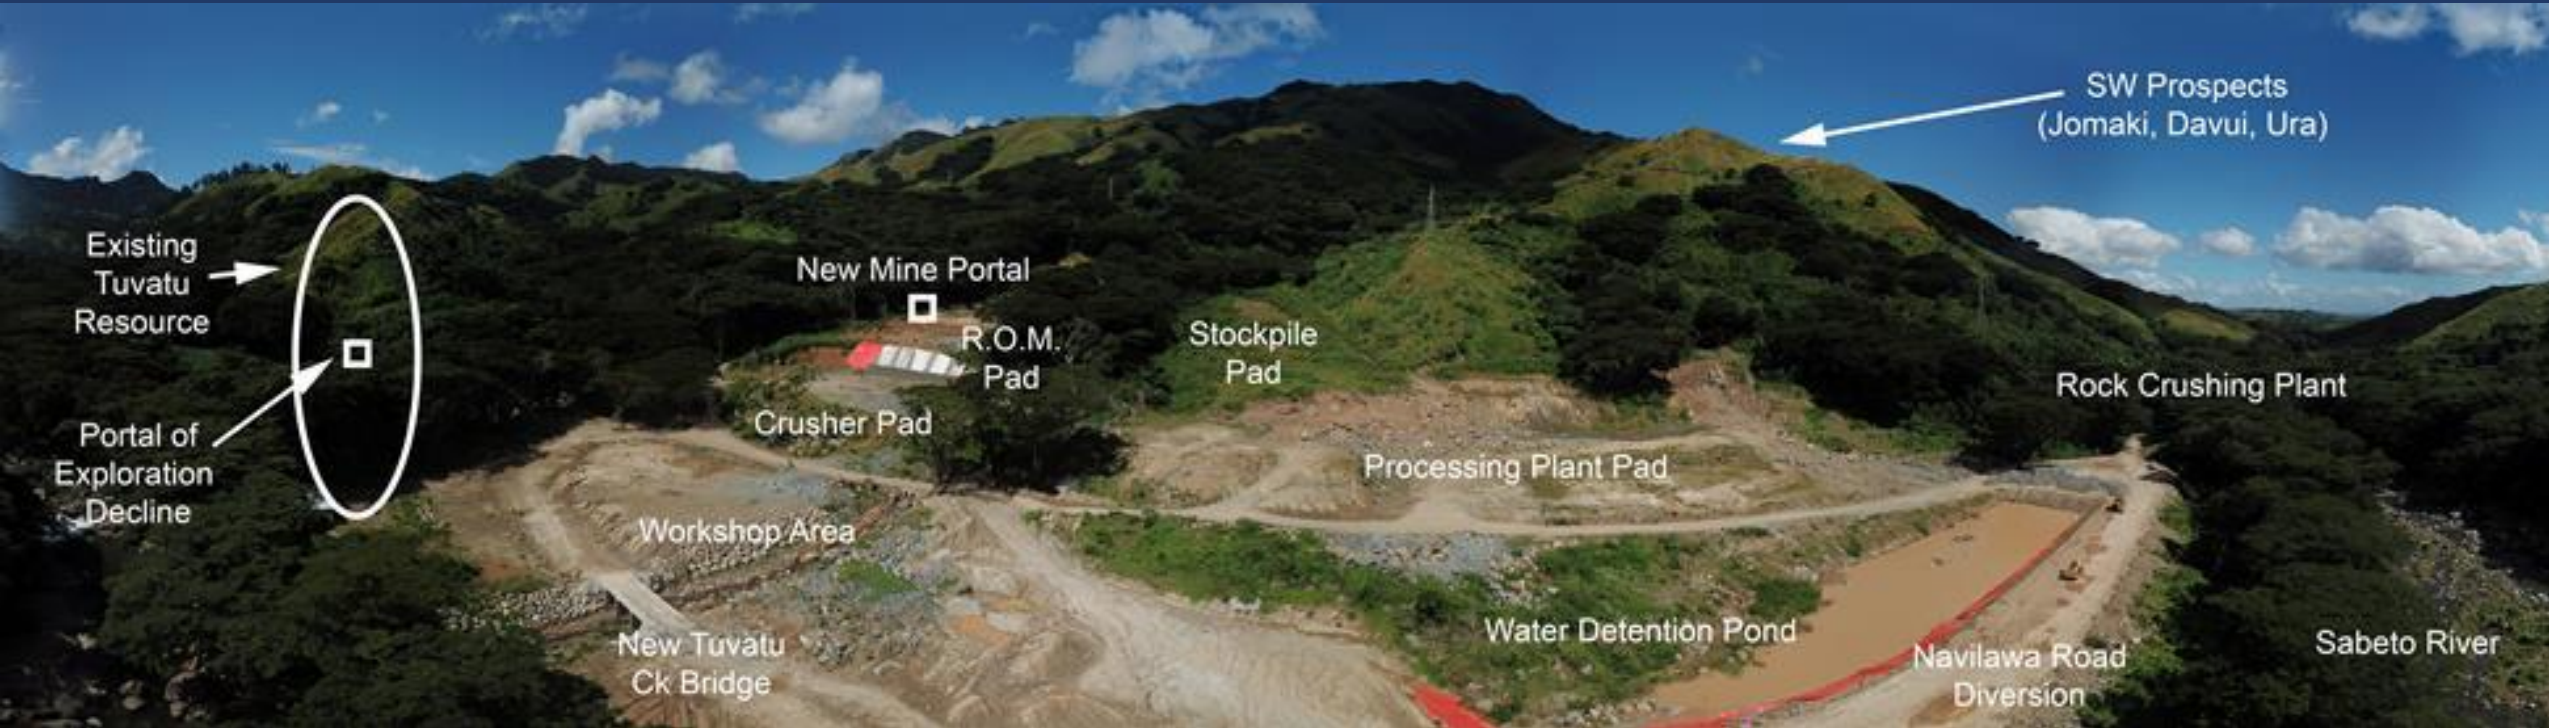 SW Prospects
(Jomaki, Davui, Ura)
Existing
Tuvatu
Resource
New Mine Portal
R.O.M.
Pad
Stockpile
Pad
Rock Crushing Plant
Portal of
Exploration
Decline
Crusher Pad
Processing Plant Pad
Workshop Area
Water Detention Pond
New Tuvatu
Ck Bridge
Navilawa Road
Diversion
Sabeto River